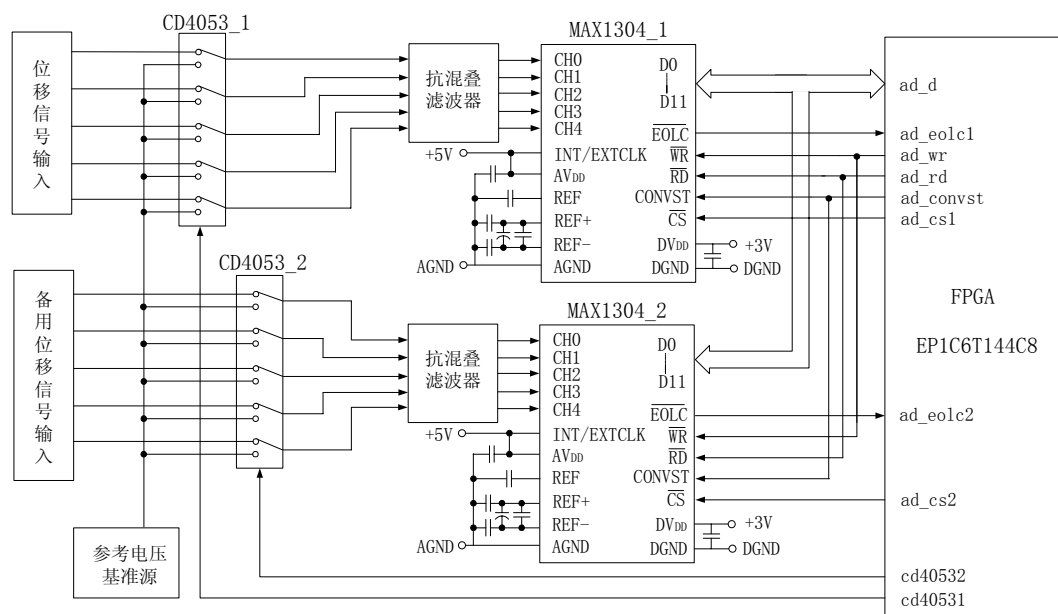 CD4053_1
位移信号输入
抗混叠
滤波器
MAX1304_1
CH0
CH1
CH2
CH3
CH4
INT/EXTCLK
AVDD
REF
REF+
REF-
AGND
D0
D11
EOLC
WR
RD
CONVST
CS
DVDD
DGND
+5V
AGND
+3V
DGND
CD4053_2
备用位移信号输入
抗混叠
滤波器
MAX1304_2
CH0
CH1
CH2
CH3
CH4
INT/EXTCLK
AVDD
REF
REF+
REF-
AGND
D0
D11
EOLC
WR
RD
CONVST
CS
DVDD
DGND
+5V
AGND
+3V
DGND
参考电压
基准源
ad_d
ad_eolc1
ad_wr
ad_rd
ad_convst
ad_cs1
FPGA
EP1C6T144C8
ad_eolc2
ad_cs2
cd40532
cd40531